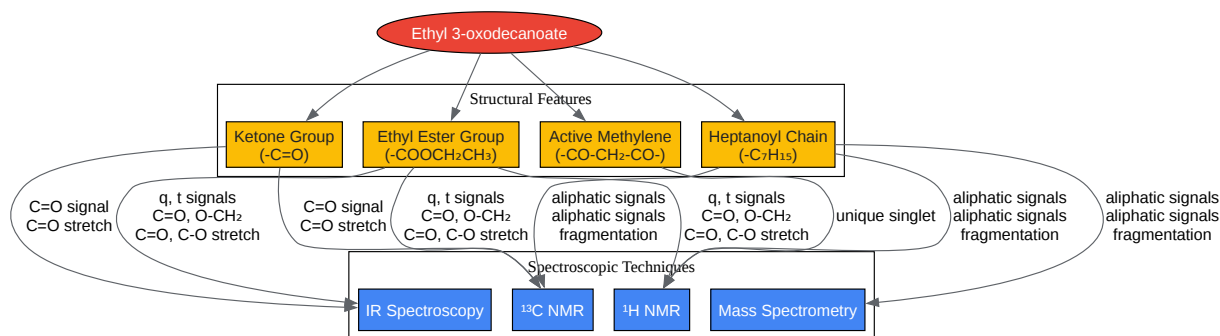 Ethyl 3-oxodecanoate
Structural Features
Ketone Group
(-C=O)
Ethyl Ester Group
(-COOCH₂CH₃)
Active Methylene
(-CO-CH₂-CO-)
Heptanoyl Chain
(-C₇H₁₅)
C=O signal
C=O stretch
q, t signals
C=O, O-CH₂
C=O, C-O stretch
C=O signal
C=O stretch
q, t signals
C=O, O-CH₂
C=O, C-O stretch
aliphatic signals
aliphatic signals
fragmentation
q, t signals
C=O, O-CH₂
C=O, C-O stretch
unique singlet
aliphatic signals
aliphatic signals
fragmentation
aliphatic signals
aliphatic signals
fragmentation
Spectroscopic Techniques
IR Spectroscopy
¹³C NMR
¹H NMR
Mass Spectrometry